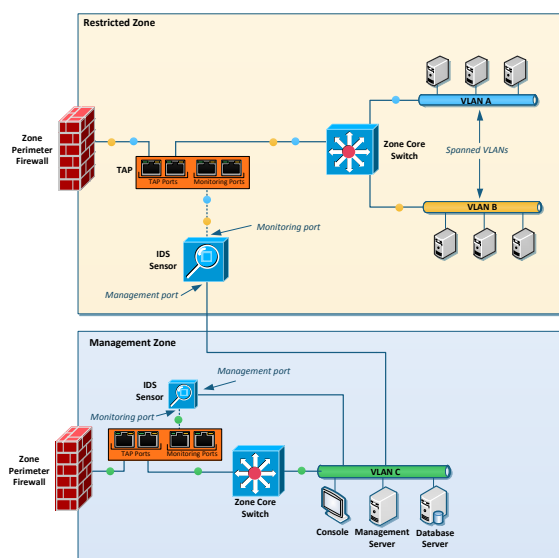 Restricted Zone
VLAN A
Zone
Perimeter
Firewall
Zone Core
Switch
Spanned VLANs
TAP
TAP Ports
Monitoring Ports
VLAN B
Monitoring port
IDS
Sensor
Management port
Management Zone
Management port
IDS
Sensor
Monitoring port
TAP Ports
Monitoring Ports
Zone
Perimeter
Firewall
VLAN C
Zone Core
Switch
Console
Management
Server
Database
Server